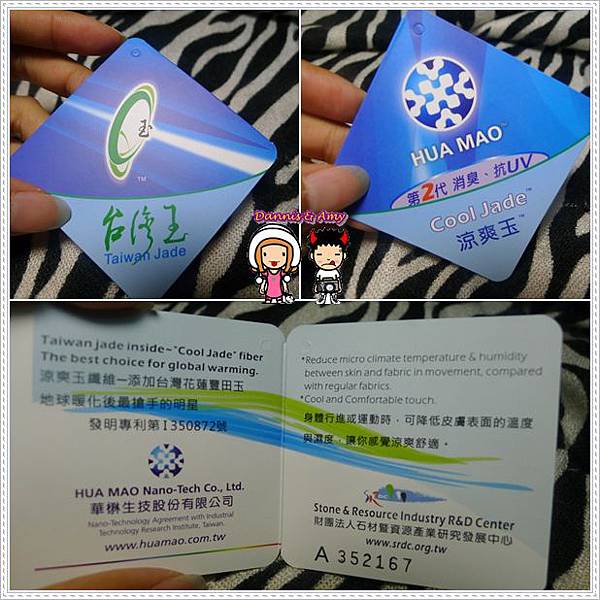 玉
TM
台灣玉
Taiwan Jade
HUA MAO™
第2代 消臭、抗UV
Cool Jade™
涼爽玉™
Dannis & Amy
Taiwan jade inside~"Cool Jade" fiber
The best choice for global warming.
涼爽玉纖維—添加台灣花蓮豐田玉
地球暖化後最搶手的明星
發明專利第I350872號
HUA MAO Nano-Tech Co., Ltd.
華楙生技股份有限公司
Nano-Technology Agreement with Industrial
Technology Research Institute, Taiwan.
www.huamao.com.tw
•Reduce micro climate temperature & humidity
between skin and fabric in movement, compared
with regular fabrics.
•Cool and Comfortable touch.
身體行進或運動時，可降低皮膚表面的溫度
與濕度，讓你感覺涼爽舒適。
Stone & Resource Industry R&D Center
財團法人石材暨資源產業研究發展中心
www.srdc.org.tw
A 352167